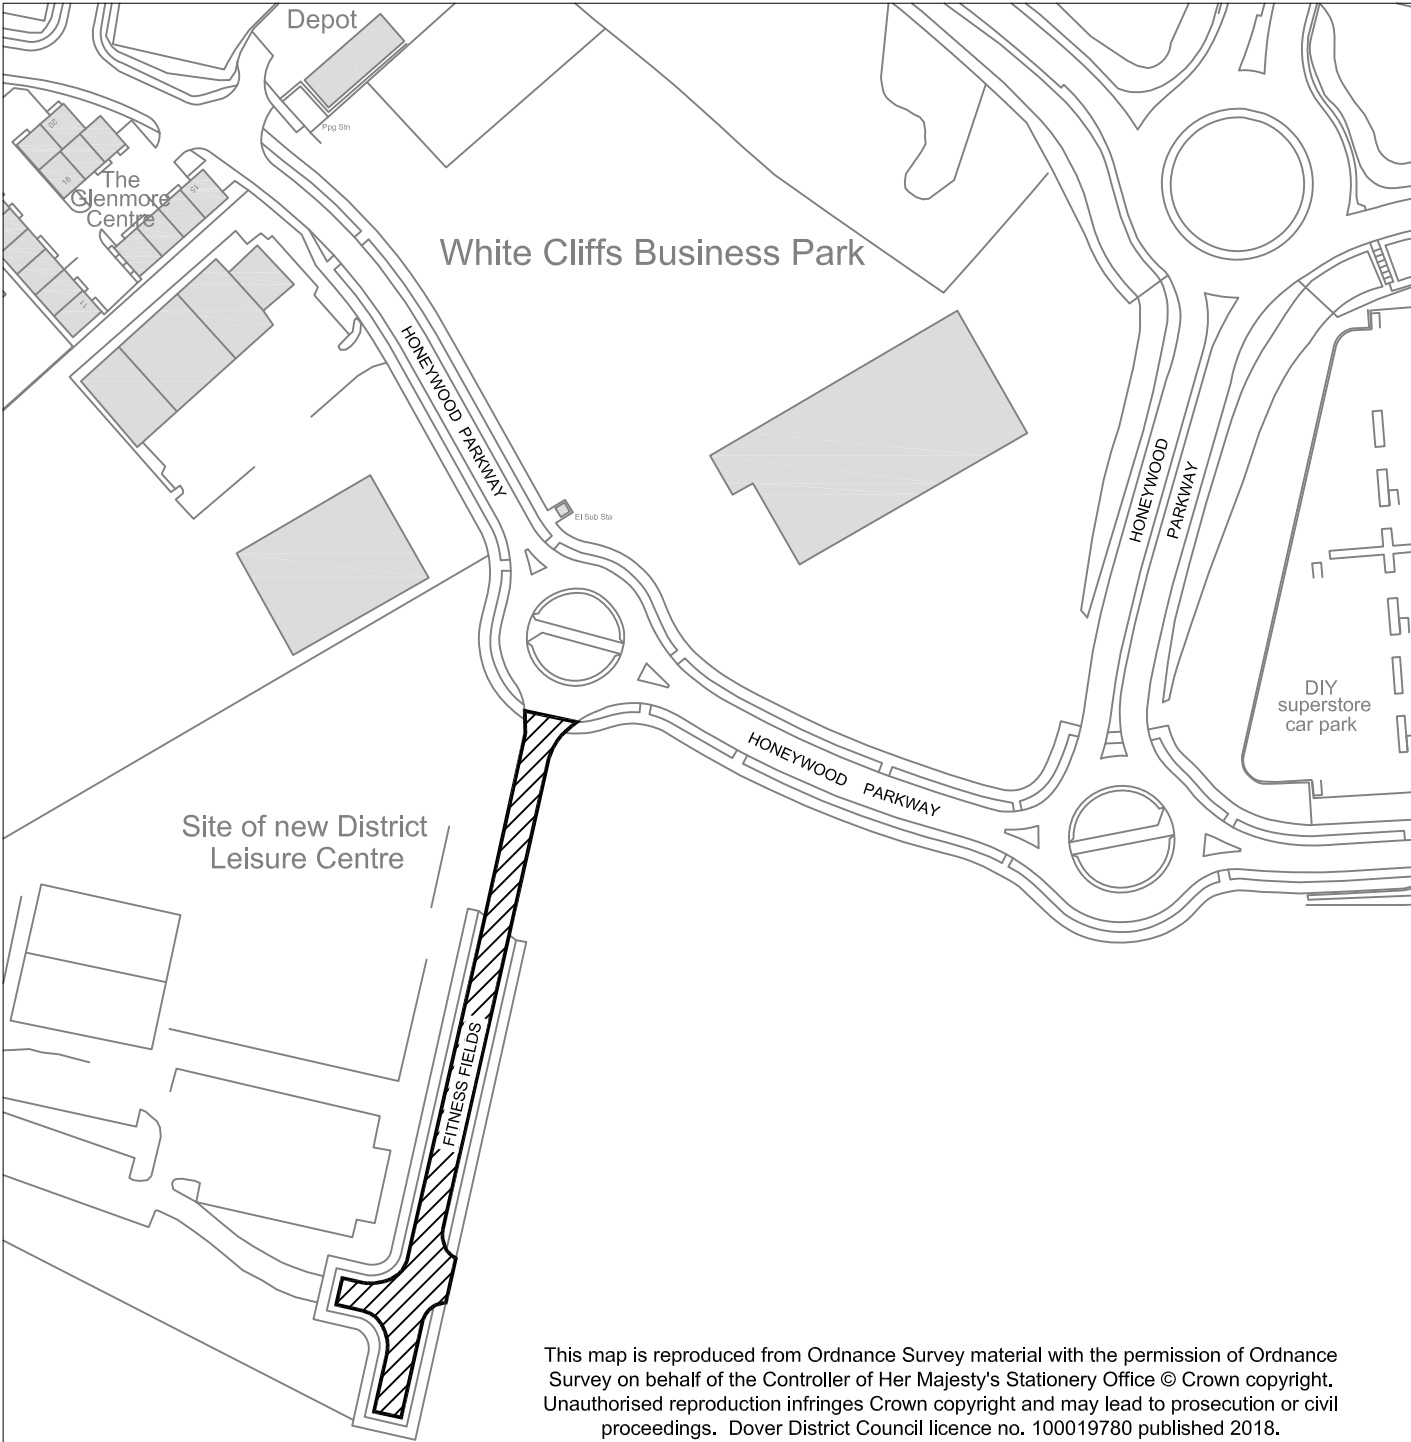 Depot
Ppg Stn
20
18
The
Glenmore
Centre
15
11
White Cliffs Business Park
HONEYWOOD PARKWAY
HONEYWOOD
PARKWAY
El Sub Sta
DIY
superstore
car park
HONEYWOOD PARKWAY
Site of new District
Leisure Centre
FITNESS FIELDS
This map is reproduced from Ordnance Survey material with the permission of Ordnance
Survey on behalf of the Controller of Her Majesty's Stationery Office © Crown copyright.
Unauthorised reproduction infringes Crown copyright and may lead to prosecution or civil
proceedings. Dover District Council licence no. 100019780 published 2018.